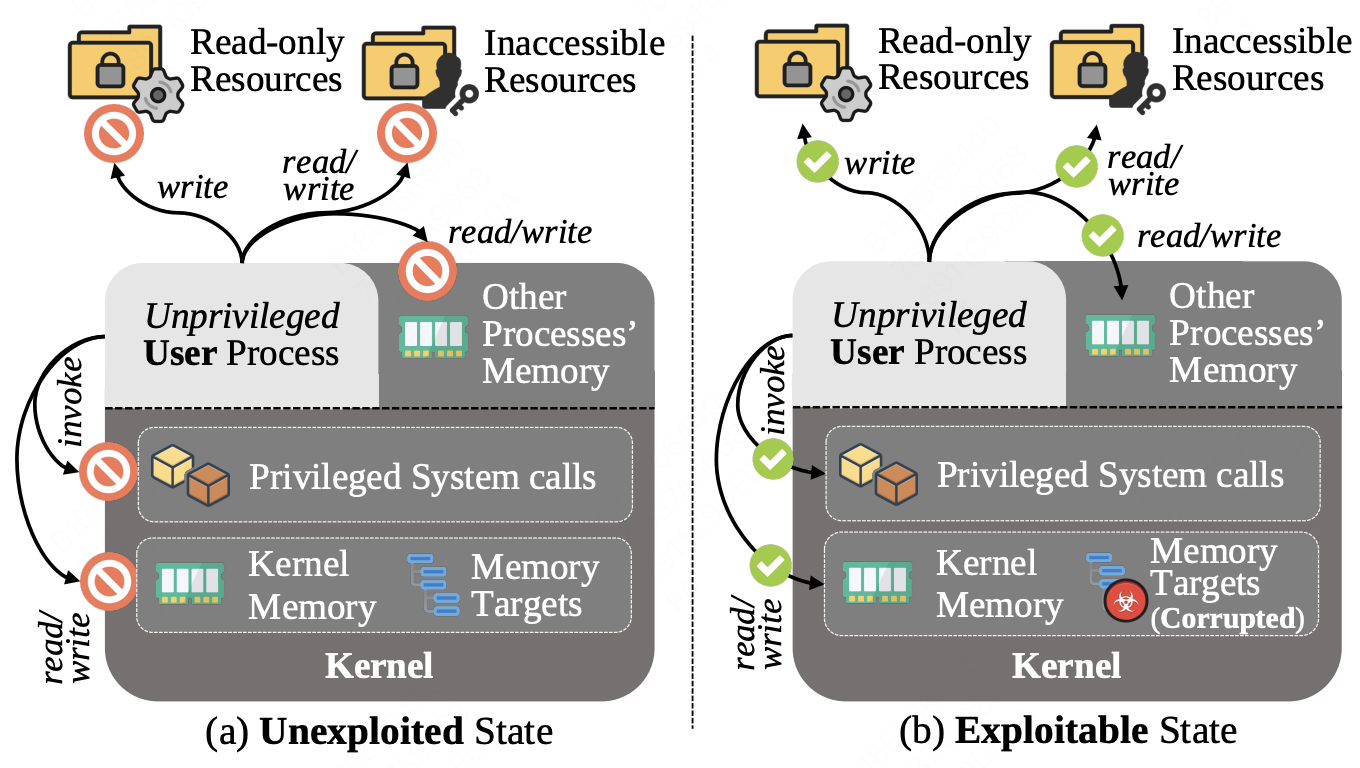 Read-only
Resources
Inaccessible
Resources
write
read/
write
read/write
Unprivileged
User Process
Other
Processes’
Memory
invoke
Privileged System calls
read/
write
Kernel
Memory
Memory
Targets
Kernel
(a) Unexploited State
Read-only
Resources
Inaccessible
Resources
write
read/
write
read/write
Unprivileged
User Process
Other
Processes’
Memory
invoke
Privileged System calls
read/
write
Kernel
Memory
Memory
Targets
(Corrupted)
Kernel
(b) Exploitable State